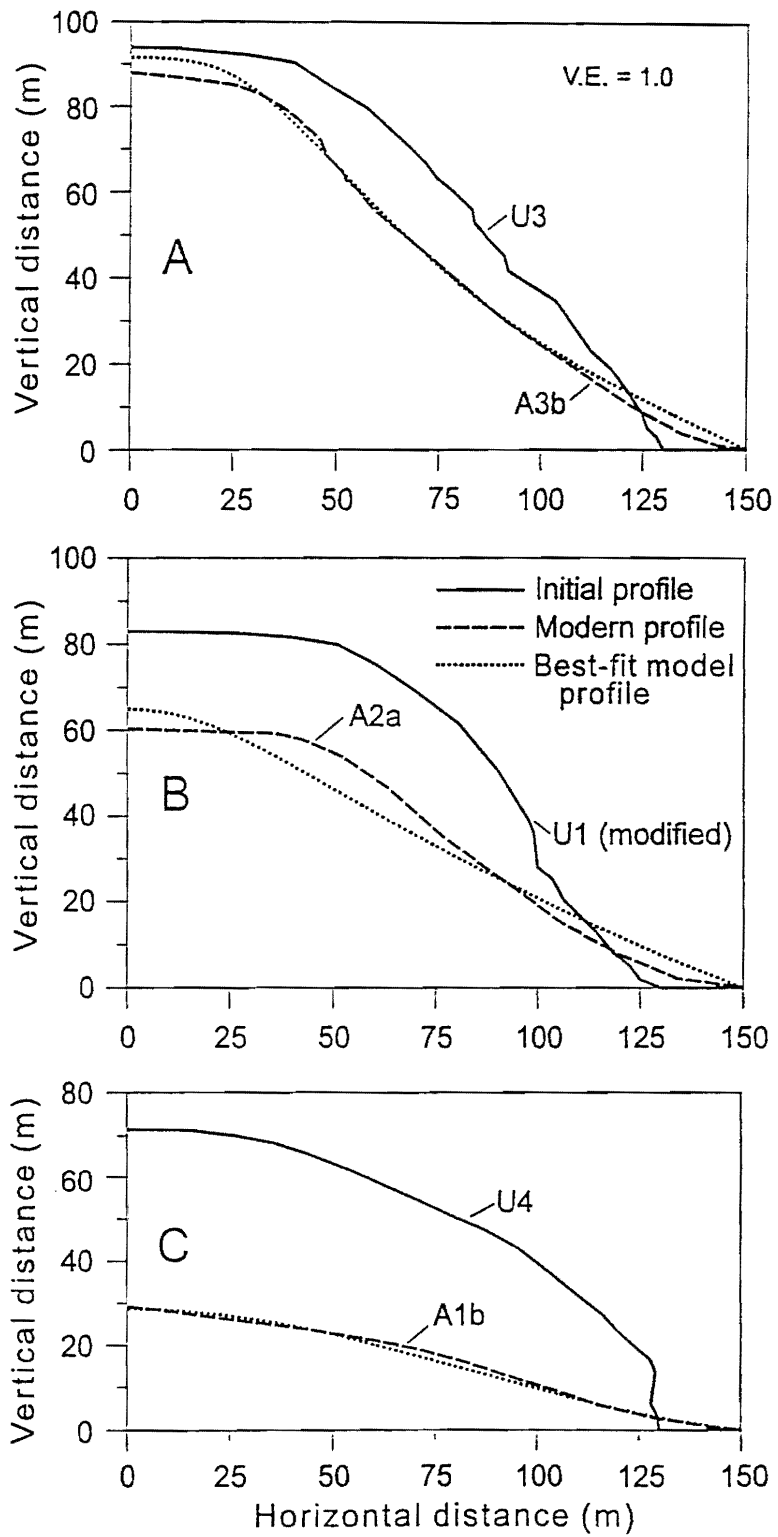 100
80
60
40
20
0
Vertical distance (m)
V.E. = 1.0
A
U3
A3b
0 25 50 75 100 125 150
100
80
60
40
20
0
Vertical distance (m)
Initial profile
Modern profile
Best-fit model
profile
A2a
B
U1 (modified)
0 25 50 75 100 125 150
80
60
40
20
0
Vertical distance (m)
U4
C
A1b
0 25 50 75 100 125 150
Horizontal distance (m)